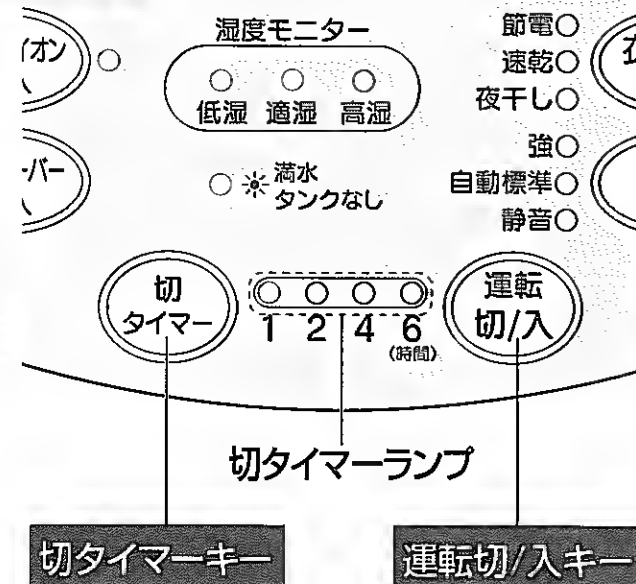 イオン
湿度モニター
低湿 適湿 高湿
満水
タンクなし
節電
速乾
夜干し
強
自動標準
静音
切
タイマー
1 2 4 6
(時間)
運転
切/入
切タイマーランプ
切タイマーキー
運転切/入キー